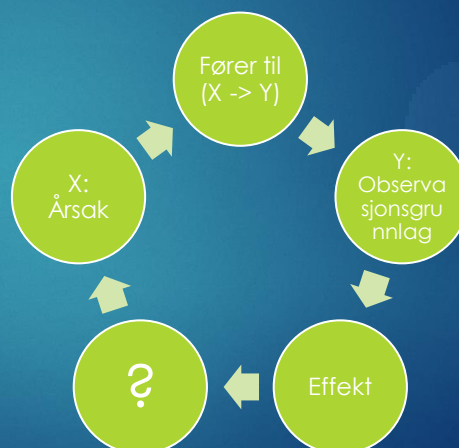 Fører til
(X -> Y)
Y:
Observa
sjonsgru
nnlag
Effekt
?
X:
Årsak